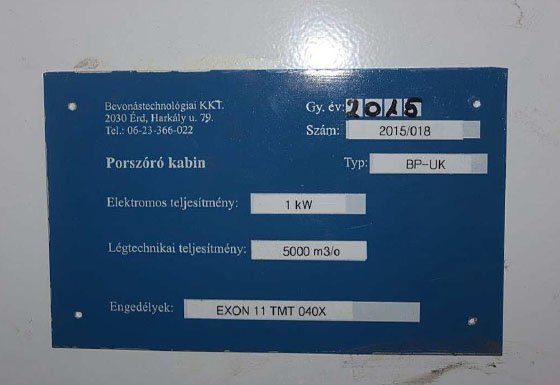 Bevonástechnológiai KKT.
2030 Érd, Harkály u. 79.
Tel.: 06-23-366-022
Gy. év: 2015
Szám: 2015/018
Porszóró kabin
Typ: BP-UK
Elektromos teljesítmény: 1 kW
Légtechnikai teljesítmény: 5000 m3/o
Engedélyek: EXON 11 TMT 040X